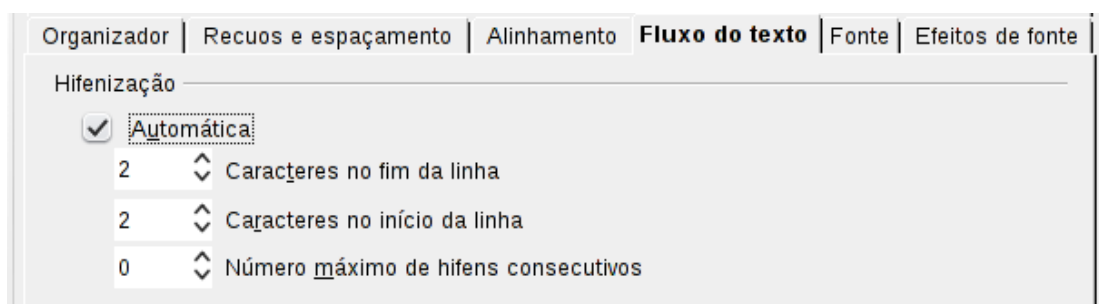 Organizador Recuos e espaçamento Alinhamento Fluxo do texto Fonte Efeitos de fonte
Hifenização
Automática
2 Caracteres no fim da linha
2 Caracteres no início da linha
0 Número máximo de hifens consecutivos